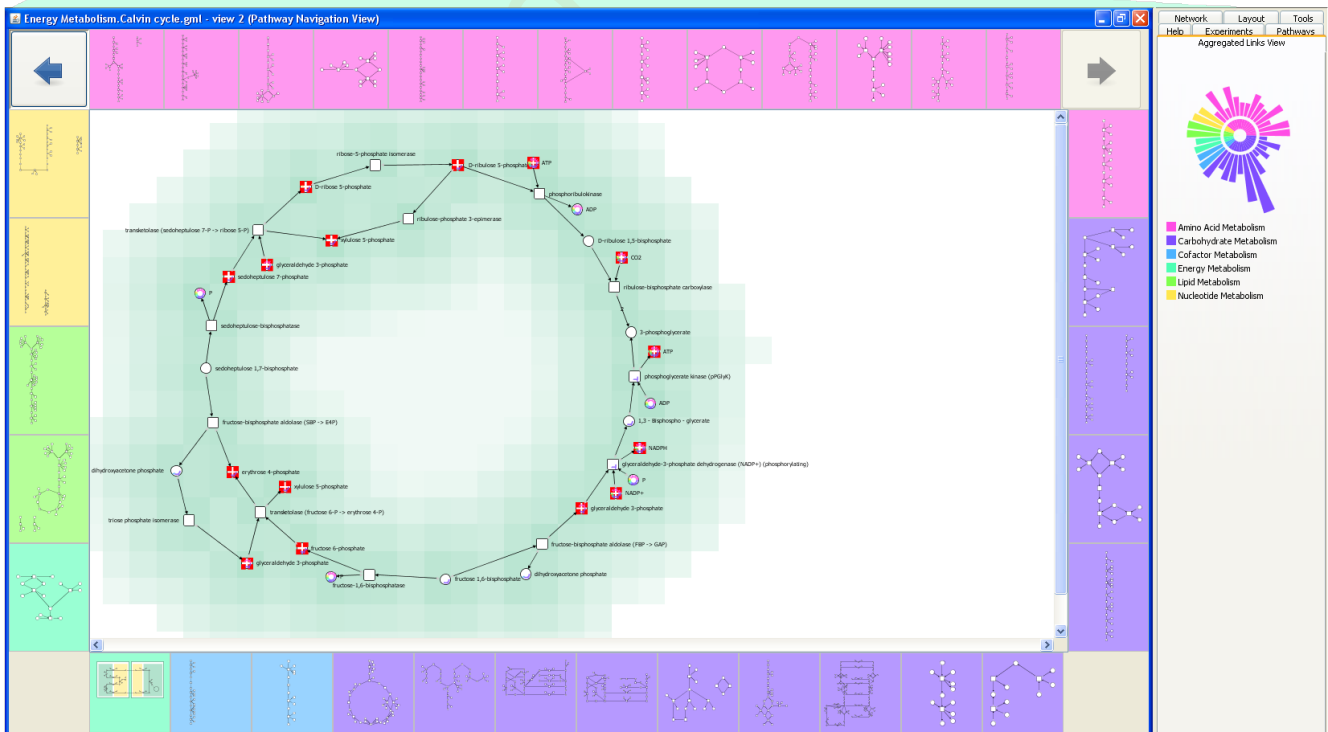 Energy Metabolism.Calvin cycle.gml - view 2 (Pathway Navigation View)
Network Layout Tools
Help Experiments Pathways
Aggregated Links View
Amino Acid Metabolism
Carbohydrate Metabolism
Cofactor Metabolism
Energy Metabolism
Lipid Metabolism
Nucleotide Metabolism
ribose-5-phosphate isomerase
D-ribulose 5-phosphate
ATP
D-ribose 5-phosphate
phosphoribulokinase
ADP
ribulose-phosphate 3-epimerase
transketolase (sedoheptulose 7-P -> ribose 5-P)
xylulose 5-phosphate
D-ribulose 1,5-bisphosphate
CO2
glyceraldehyde 3-phosphate
sedoheptulose 7-phosphate
ribulose-bisphosphate carboxylase
P
2
sedoheptulose-bisphosphatase
3-phosphoglycerate
ATP
sedoheptulose 1,7-bisphosphate
phosphoglycerate kinase (pPGlyK)
ADP
fructose-bisphosphate aldolase (SBP -> E4P)
1,3 - Bisphospho - glycerate
NADPH
dihydroxyacetone phosphate
erythrose 4-phosphate
glyceraldehyde-3-phosphate dehydrogenase (NADP+) (phosphorylating)
P
xylulose 5-phosphate
NADP+
glyceraldehyde 3-phosphate
triose phosphate isomerase
transketolase (fructose 6-P -> erythrose 4-P)
fructose 6-phosphate
fructose-bisphosphate aldolase (FBP -> GAP)
glyceraldehyde 3-phosphate
P
fructose-1,6-bisphosphatase
fructose 1,6-bisphosphate
dihydroxyacetone phosphate